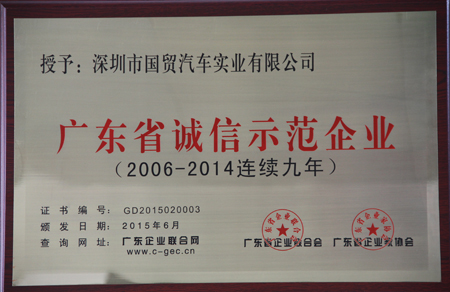 授予：深圳市国贸汽车实业有限公司
广东省诚信示范企业
（2006-2014连续九年）
证书编号：GD2015020003
颁发日期：2015年6月
查询网址：广东企业联合网
www.c-gec.cn
广东省企业联合会 广东省企业家协会